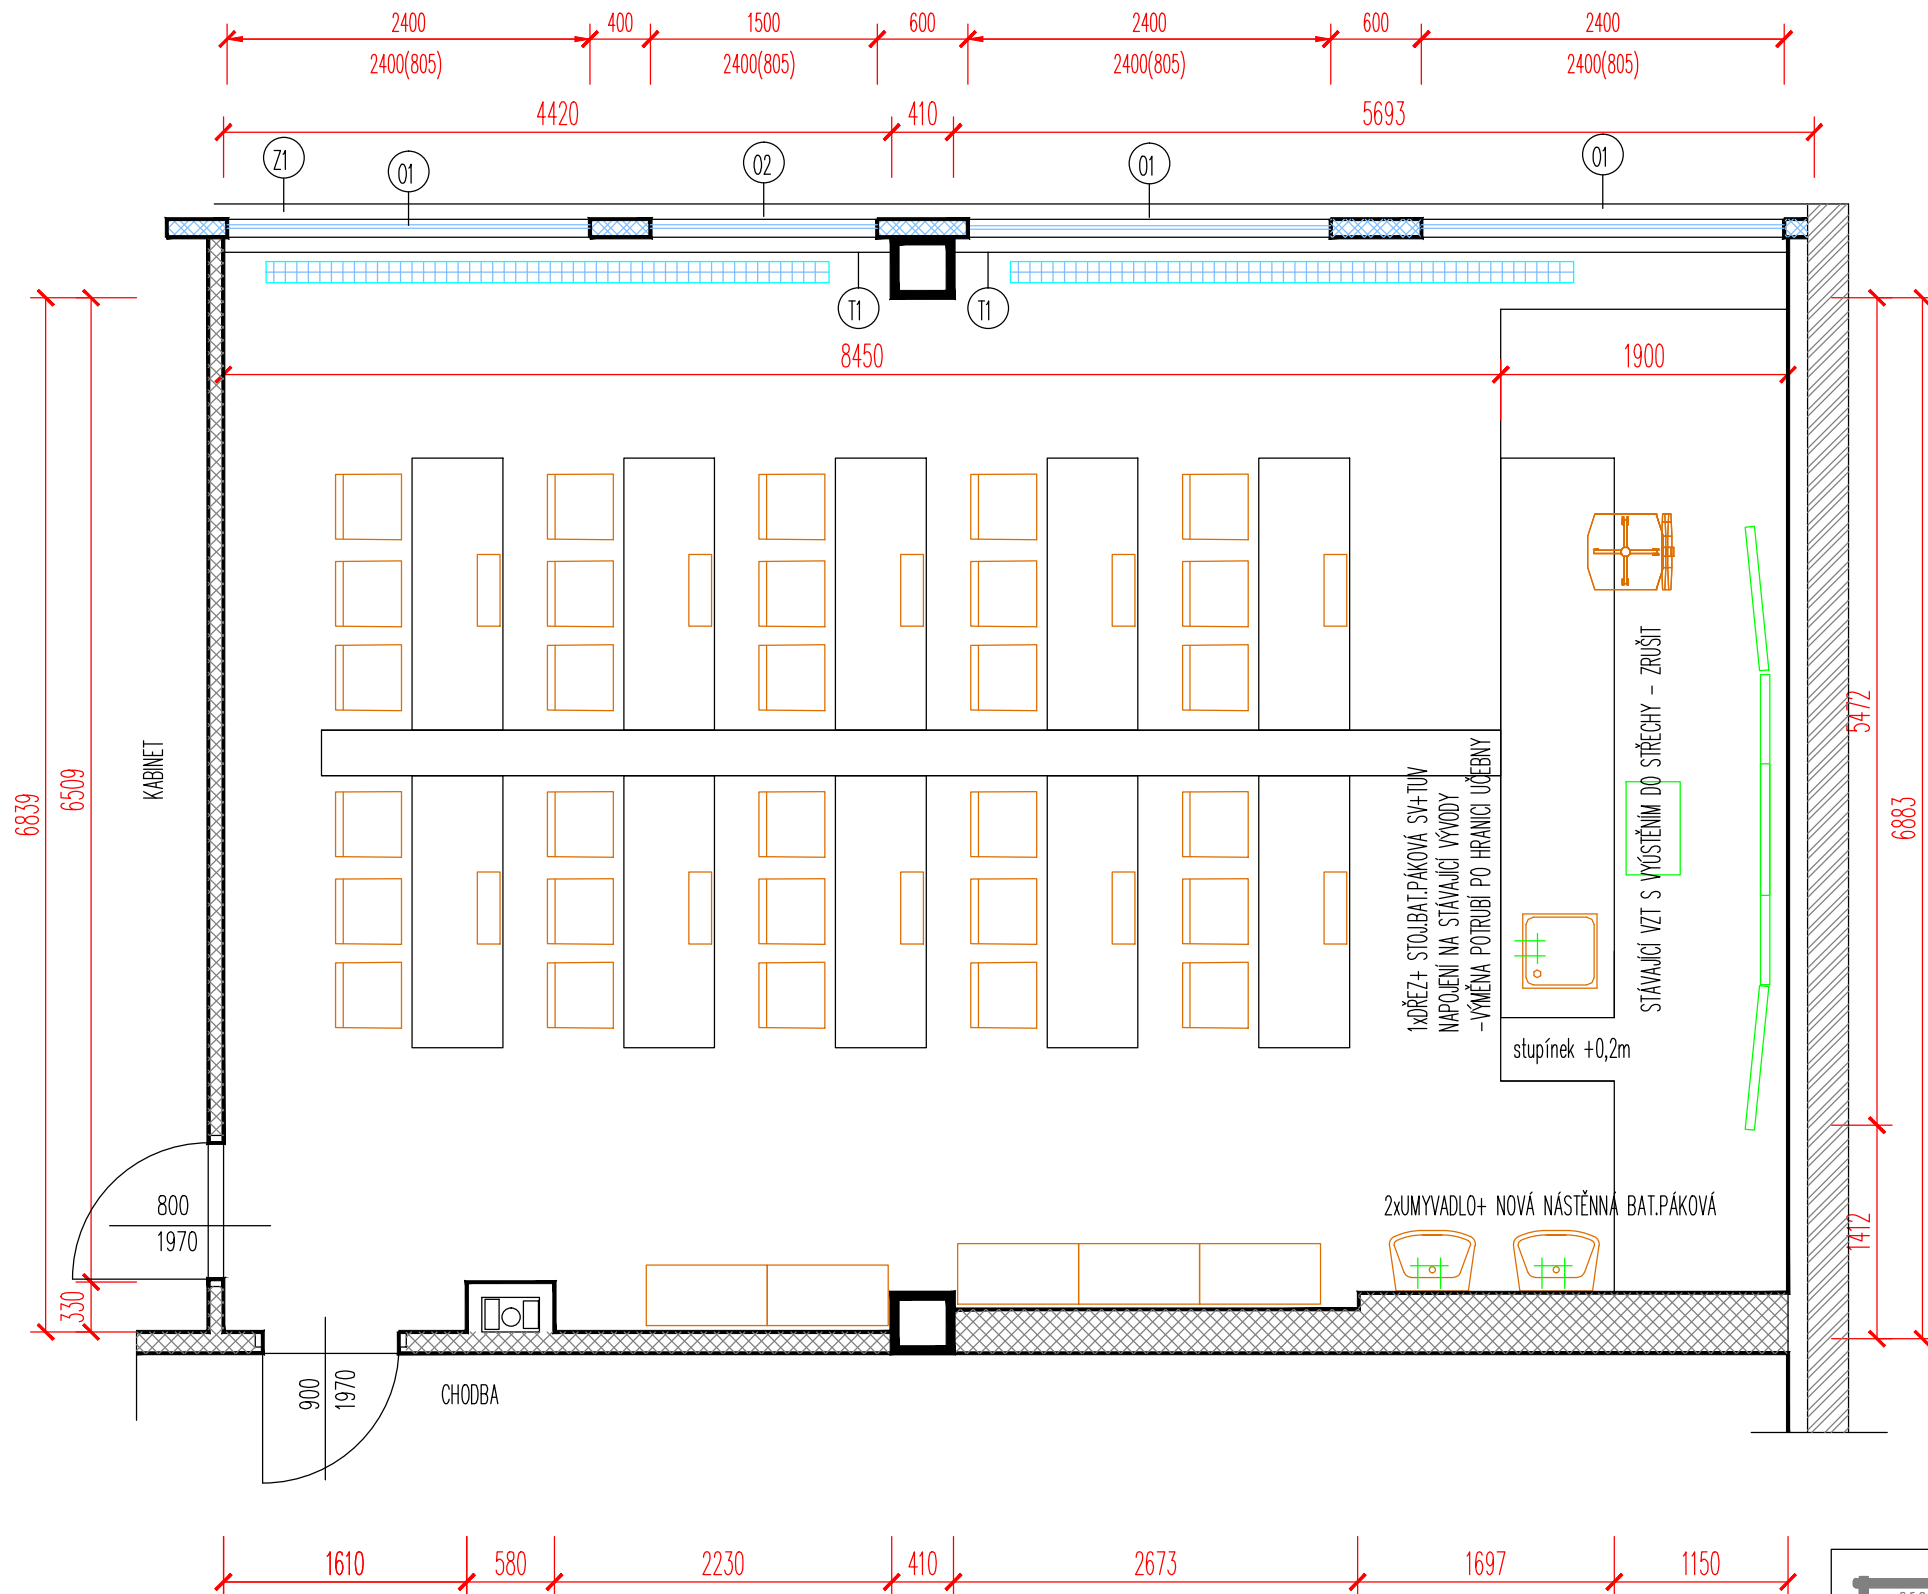 2400 400 1500 600 2400 600 2400
2400(805) 2400(805) 2400(805) 2400(805)
4420 410 5693
Z1 01 02 01 01
T1 T1
8450 1900
6839
6509
330
KABINET
5472
6883
1412
1xDŘEZ+ STOJ.BAT.PÁKOVÁ SV+TUV
NAPOJENÍ NA STÁVAJÍCÍ VÝVODY
-VÝMĚNA POTRUBÍ PO HRANICI UČEBNY
STÁVAJÍCÍ VZT S VYÚSTĚNÍM DO STŘECHY - ZRUŠIT
stupínek +0,2m
2xUMYVADLO+ NOVÁ NÁSTĚNNÁ BAT.PÁKOVÁ
800
1970
900
1970
CHODBA
1610 580 2230 410 2673 1697 1150